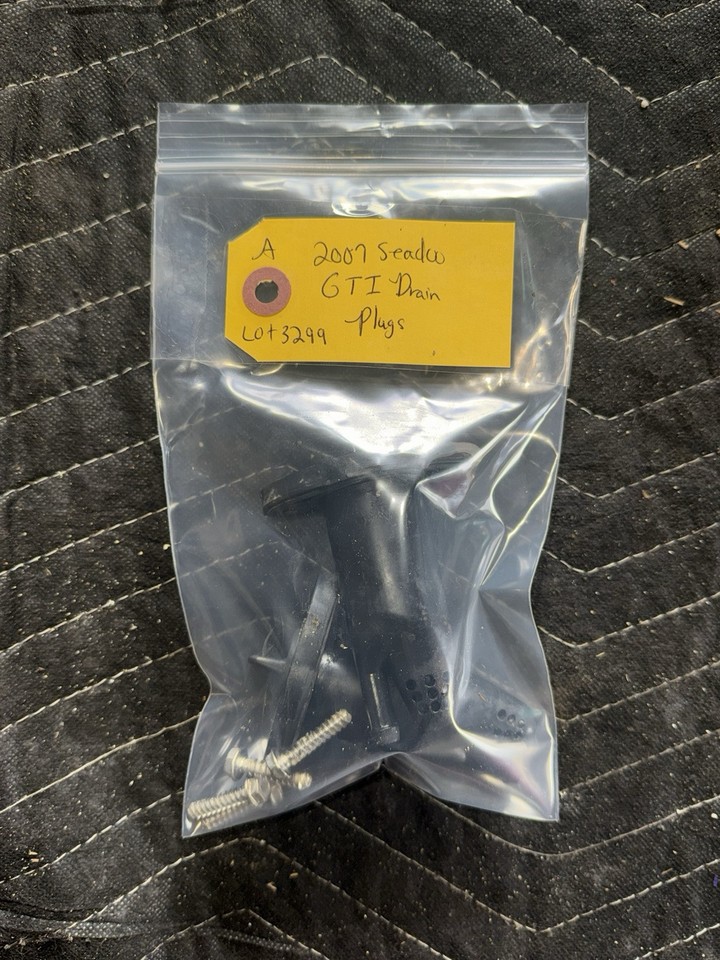 A
2007 Seadoo
GTI Drain
Plugs
Lot 3299